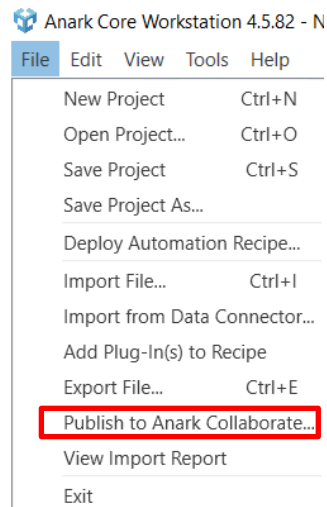 Anark Core Workstation 4.5.82 - N
File Edit View Tools Help
New Project Ctrl+N
Open Project... Ctrl+O
Save Project Ctrl+S
Save Project As...
Deploy Automation Recipe...
Import File... Ctrl+I
Import from Data Connector...
Add Plug-In(s) to Recipe
Export File... Ctrl+E
Publish to Anark Collaborate...
View Import Report
Exit